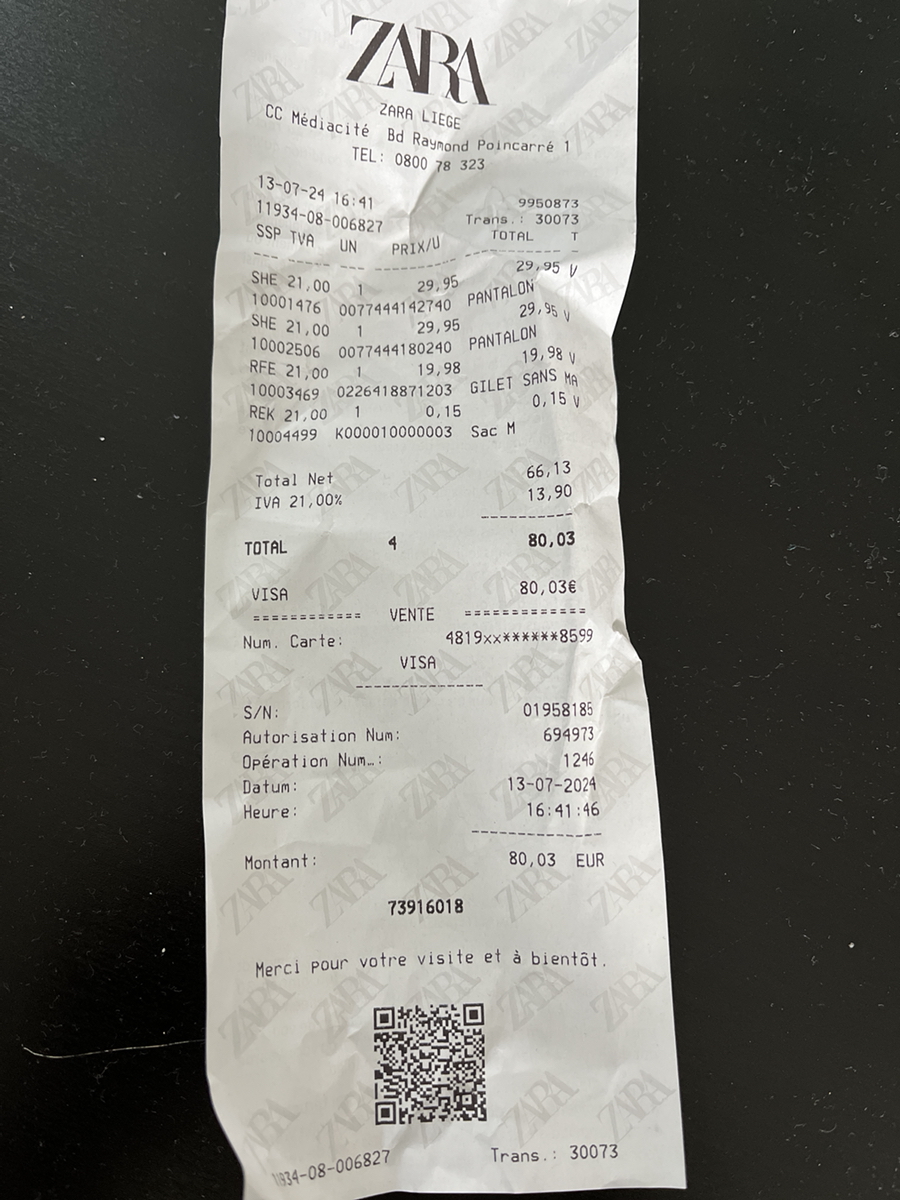 ZARA
ZARA LIEGE
CC Médiacité Bd Raymond Poincarré 1
TEL: 0800 78 323
13-07-24 16:41 9950873
11934-08-006827 Trans.: 30073
SSP TVA UN PRIX/U TOTAL T
SHE 21,00 1 29,95 29,95 V
10001476 0077444142740 PANTALON
SHE 21,00 1 29,95 29,95 V
10002506 0077444180240 PANTALON
RFE 21,00 1 19,98 19,98 V
10003469 0226418871203 GILET SANS MA
REK 21,00 1 0,15 0,15 V
10004499 K000010000003 Sac M
Total Net 66,13
IVA 21,00% 13,90
TOTAL 4 80,03
VISA 80,03€
============ VENTE =============
Num. Carte: 4819xx******8599
VISA
S/N: 01958185
Autorisation Num: 694973
Opération Num…: 1246
Datum: 13-07-2024
Heure: 16:41:46
Montant: 80,03 EUR
73916018
Merci pour votre visite et à bientôt.
11934-08-006827 Trans.: 30073